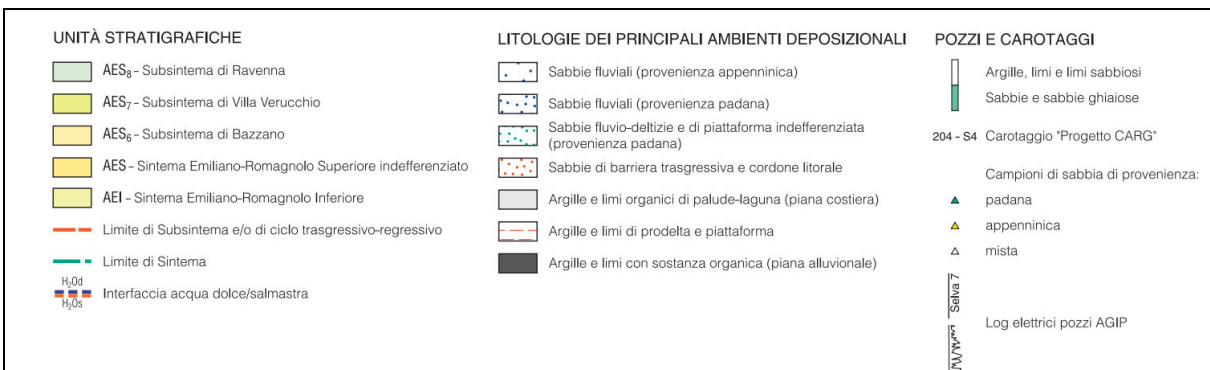 UNITÀ STRATIGRAFICHE
AES8 – Subsintema di Ravenna
AES7 – Subsintema di Villa Verucchio
AES6 – Subsintema di Bazzano
AES – Sintema Emiliano-Romagnolo Superiore indefferenziato
AEI – Sintema Emiliano-Romagnolo Inferiore
Limite di Subsintema e/o di ciclo trasgressivo-regressivo
Limite di Sintema
H2Od
Interfaccia acqua dolce/salmastra
H2Os
LITOLOGIE DEI PRINCIPALI AMBIENTI DEPOSIZIONALI
Sabbie fluviali (provenienza appenninica)
Sabbie fluviali (provenienza padana)
Sabbie fluvio-deltizie e di piattaforma indefferenziata
(provenienza padana)
Sabbie di barriera trasgressiva e cordone litorale
Argille e limi organici di palude-laguna (piana costiera)
Argille e limi di prodelta e piattaforma
Argille e limi con sostanza organica (piana alluvionale)
POZZI E CAROTAGGI
Argille, limi e limi sabbiosi
Sabbie e sabbie ghiaiose
204 – S4 Carotaggio "Progetto CARG"
Campioni di sabbia di provenienza:
padana
appenninica
mista
Selva 7
Log elettrici pozzi AGIP